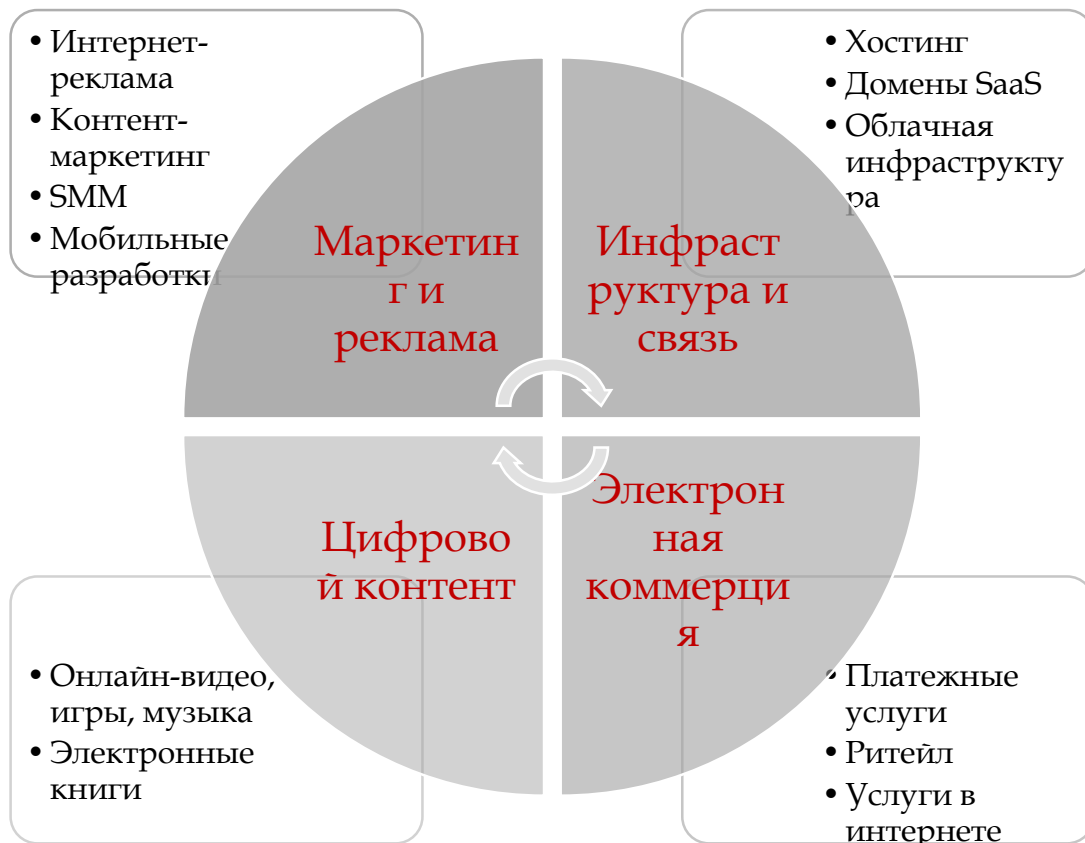 • Интернет-
реклама
• Контент-
маркетинг
• SMM
• Мобильные
разработки
• Хостинг
• Домены SaaS
• Облачная
инфраструкту
ра
Маркетин
г и
реклама
Инфраст
руктура и
связь
Цифрово
й контент
Электрон
ная
коммерци
я
• Онлайн-видео,
игры, музыка
• Электронные
книги
• Платежные
услуги
• Ритейл
• Услуги в
интернете